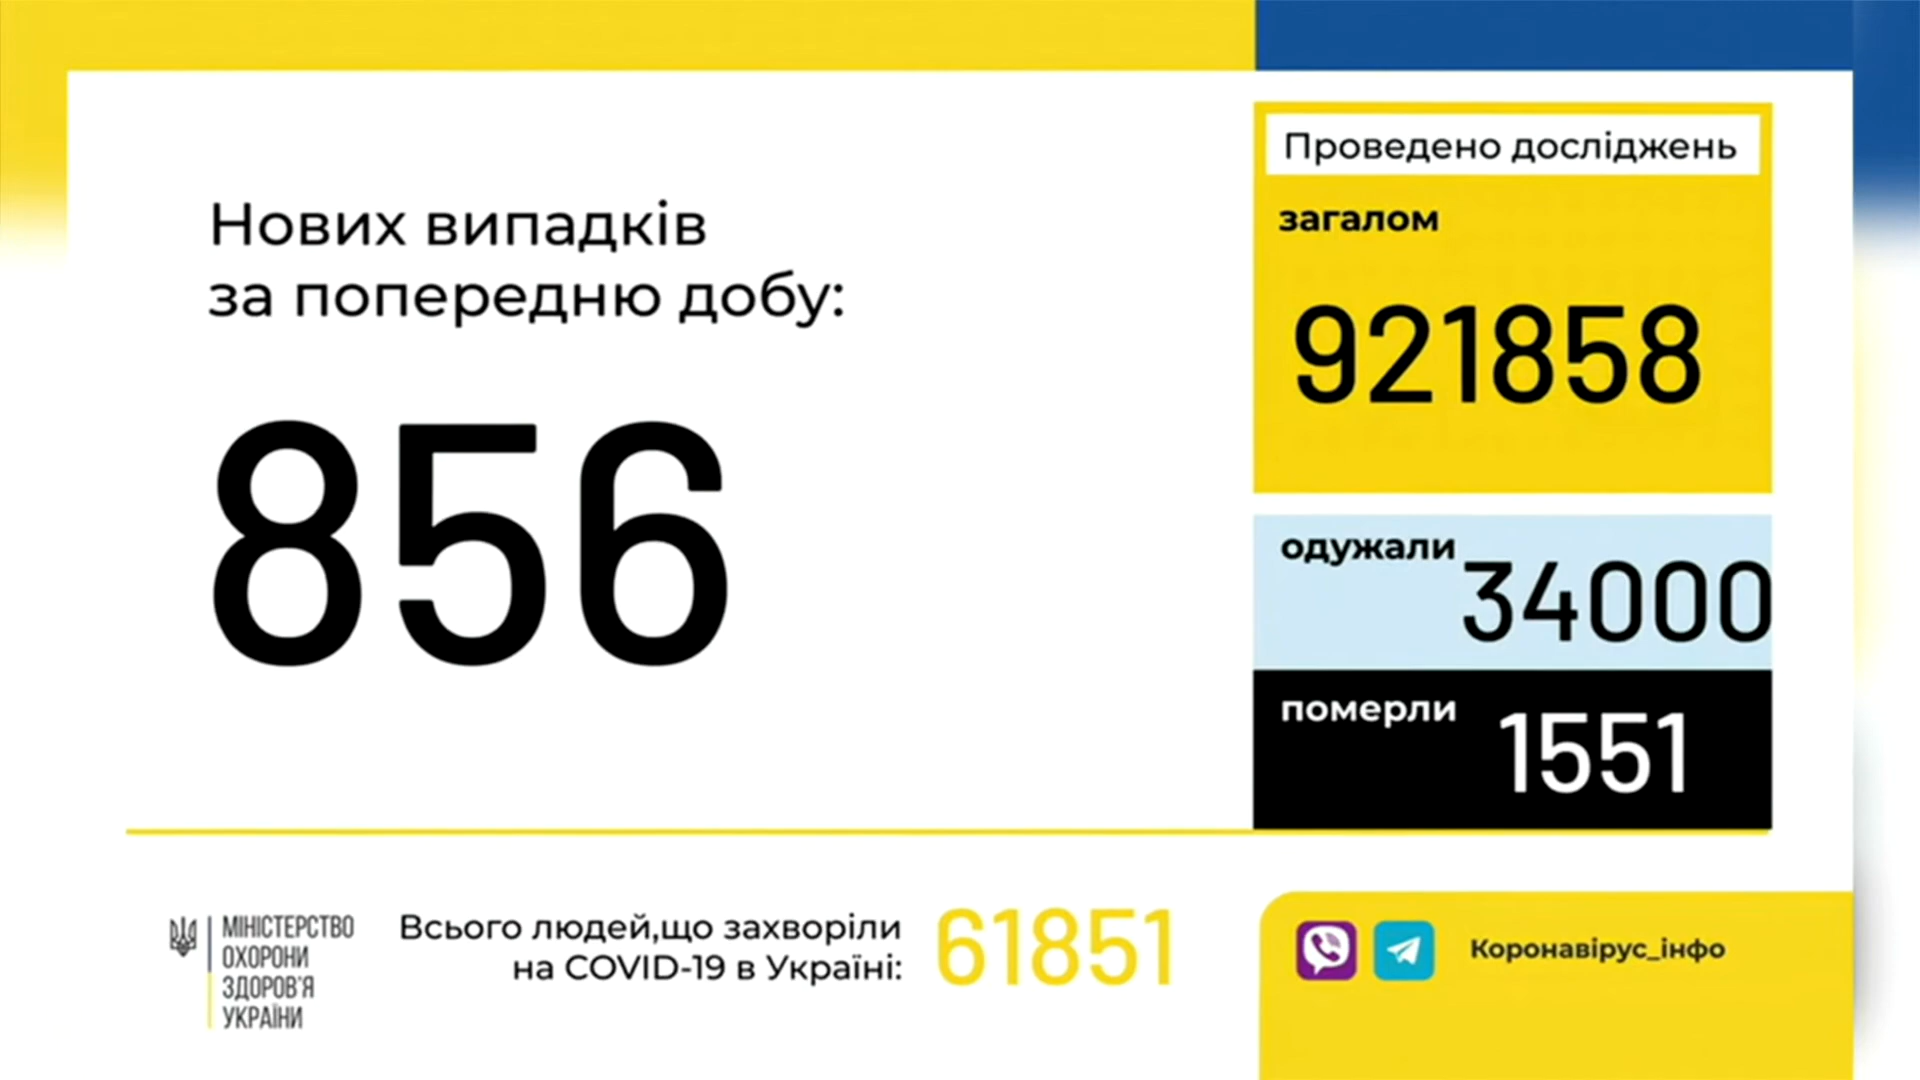 Нових випадків
за попередню добу:
856
Проведено досліджень
загалом
921858
одужали
34000
померли
1551
МІНІСТЕРСТВО
ОХОРОНИ
ЗДОРОВ'Я
УКРАЇНИ
Всього людей,що захворіли
на COVID-19 в Україні:
61851
Коронавірус_інфо